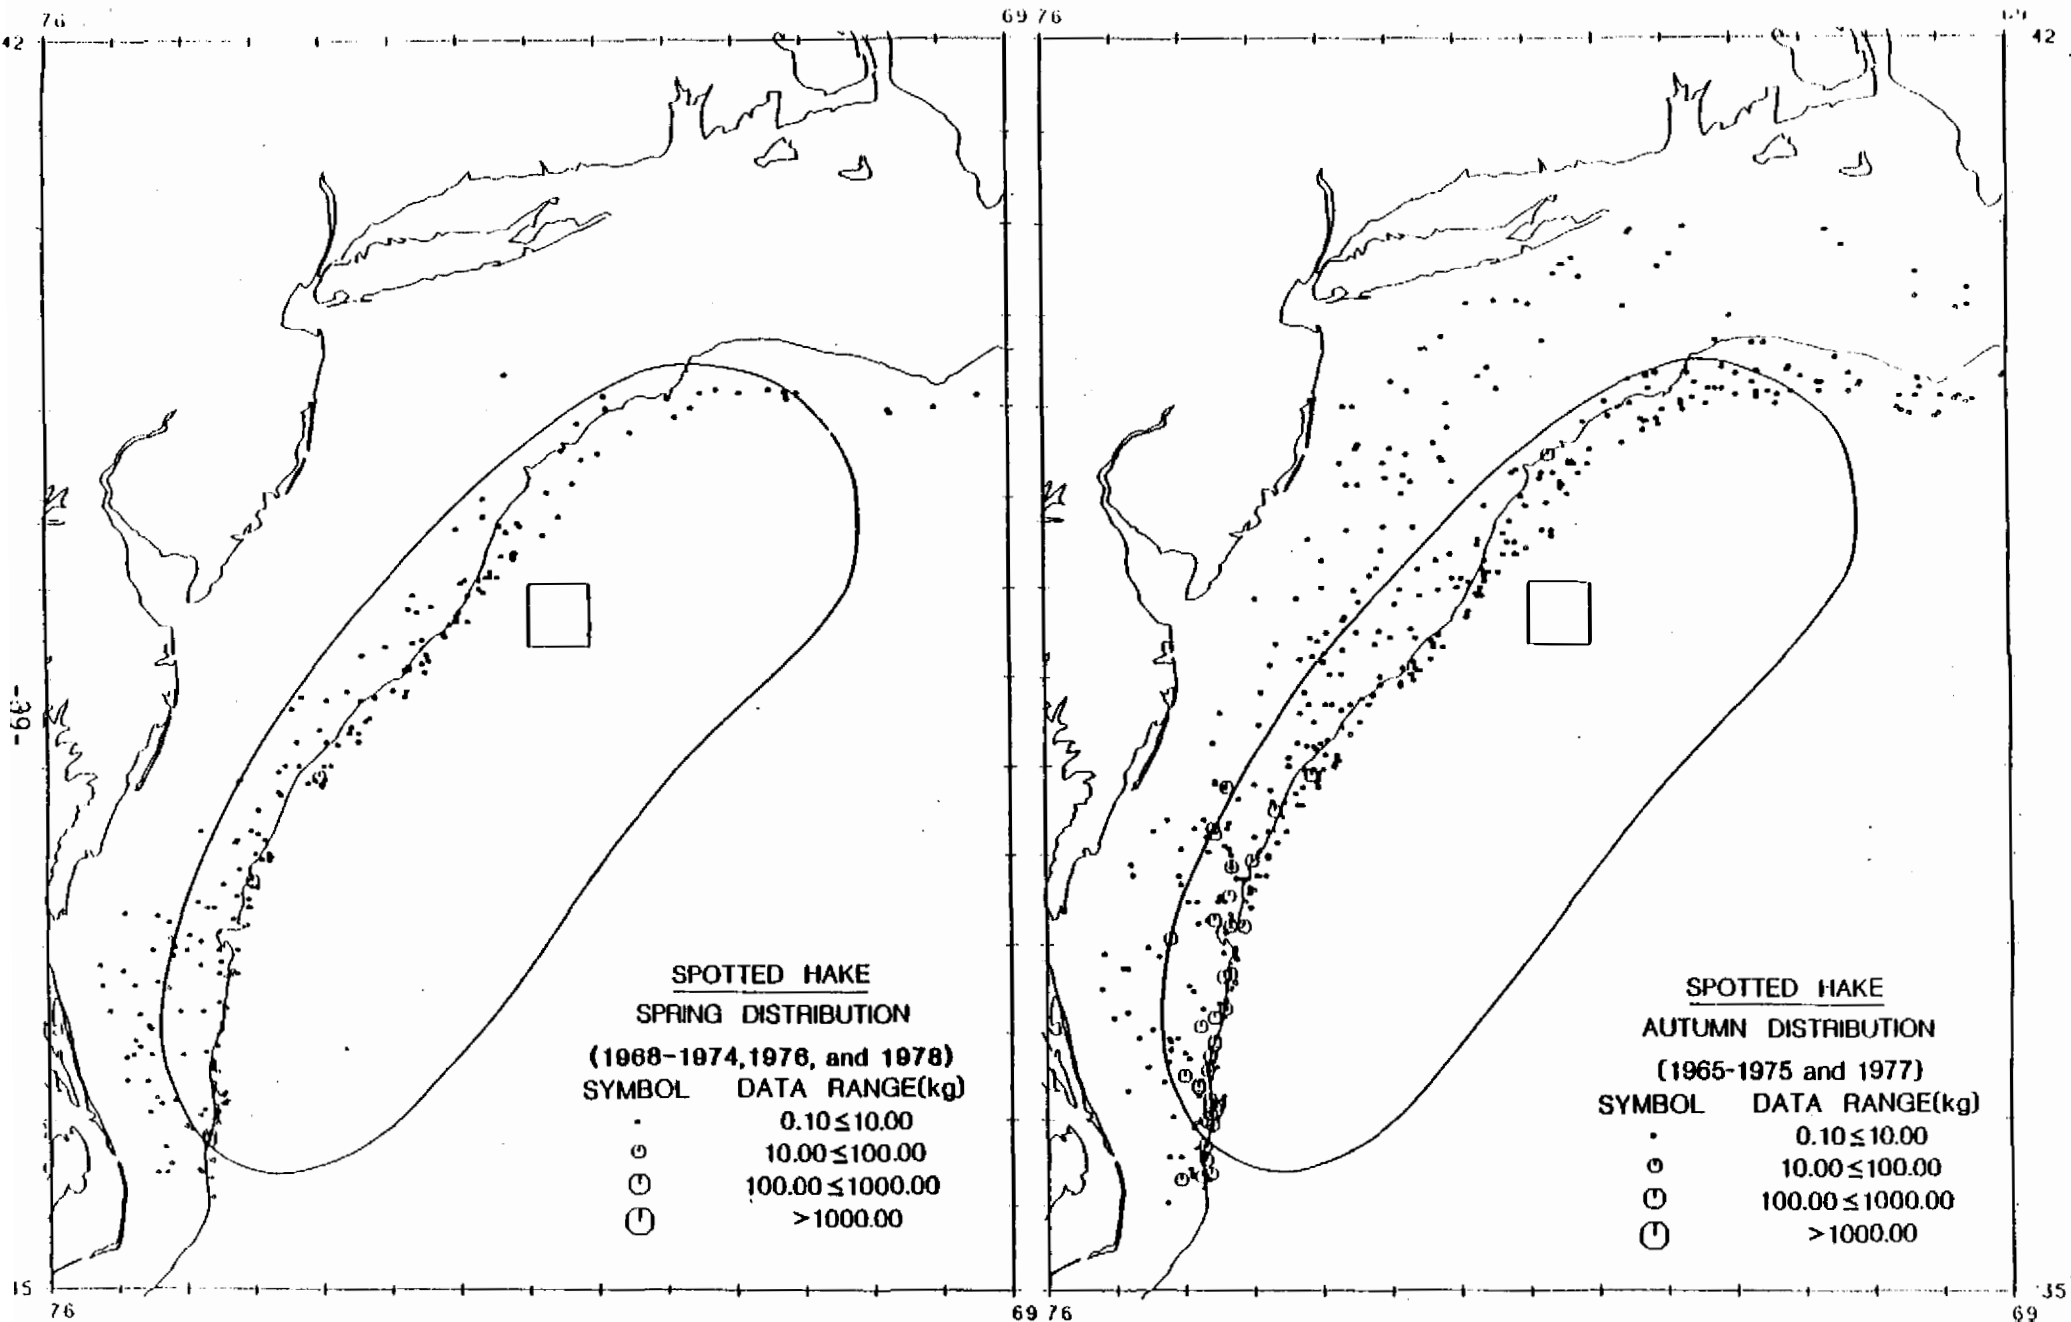 76
69 76
69
42
42
-66-
SPOTTED HAKE
SPRING DISTRIBUTION
(1968-1974,1976, and 1978)
SYMBOL DATA RANGE(kg)
0.10≤10.00
10.00≤100.00
100.00≤1000.00
>1000.00
SPOTTED HAKE
AUTUMN DISTRIBUTION
(1965-1975 and 1977)
SYMBOL DATA RANGE(kg)
0.10≤10.00
10.00≤100.00
100.00≤1000.00
>1000.00
35
76
69 76
69